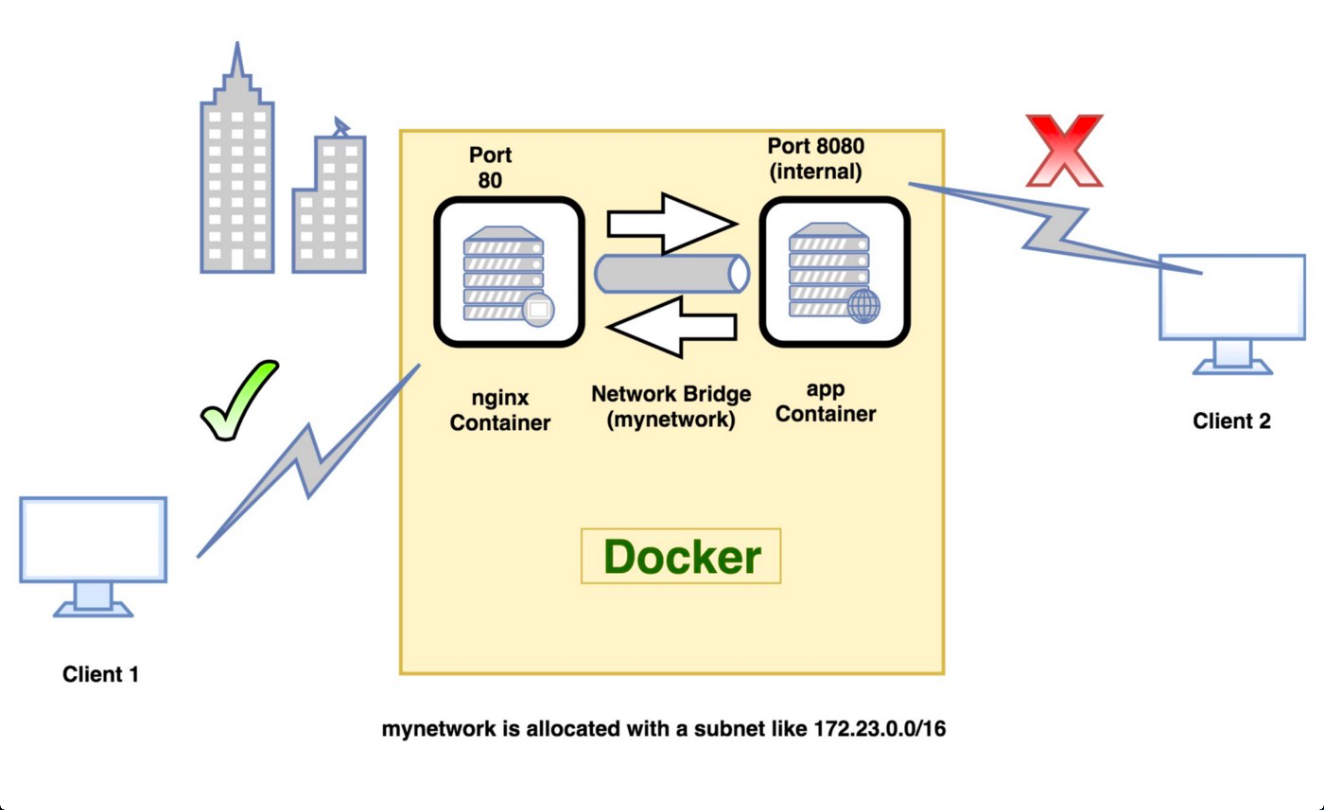 Port
80
Port 8080
(internal)
nginx
Container
Network Bridge
(mynetwork)
app
Container
Client 2
Docker
Client 1
mynetwork is allocated with a subnet like 172.23.0.0/16